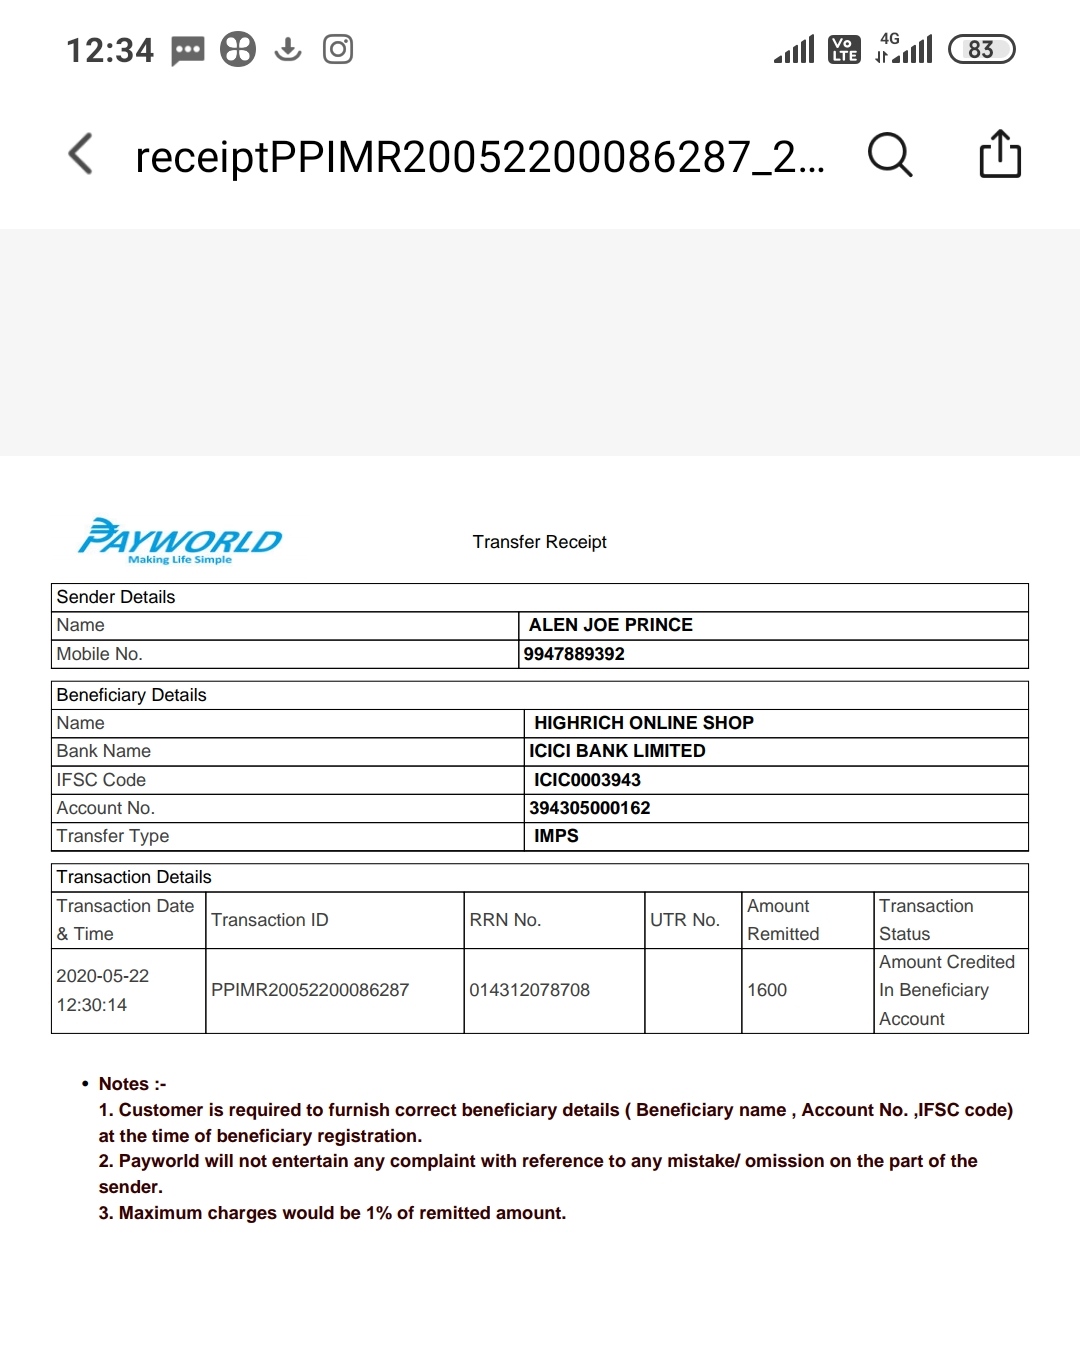 12:34
Vo LTE
4G
83
receiptPPIMR20052200086287_2...
PAYWORLD
Making Life Simple
Transfer Receipt
Sender Details
Name ALEN JOE PRINCE
Mobile No. 9947889392
Beneficiary Details
Name HIGHRICH ONLINE SHOP
Bank Name ICICI BANK LIMITED
IFSC Code ICIC0003943
Account No. 394305000162
Transfer Type IMPS
Transaction Details
Transaction Date & Time Transaction ID RRN No. UTR No. Amount Remitted Transaction Status
2020-05-22 12:30:14 PPIMR20052200086287 014312078708 1600 Amount Credited In Beneficiary Account
• Notes :-
1. Customer is required to furnish correct beneficiary details ( Beneficiary name , Account No. ,IFSC code)
at the time of beneficiary registration.
2. Payworld will not entertain any complaint with reference to any mistake/ omission on the part of the
sender.
3. Maximum charges would be 1% of remitted amount.